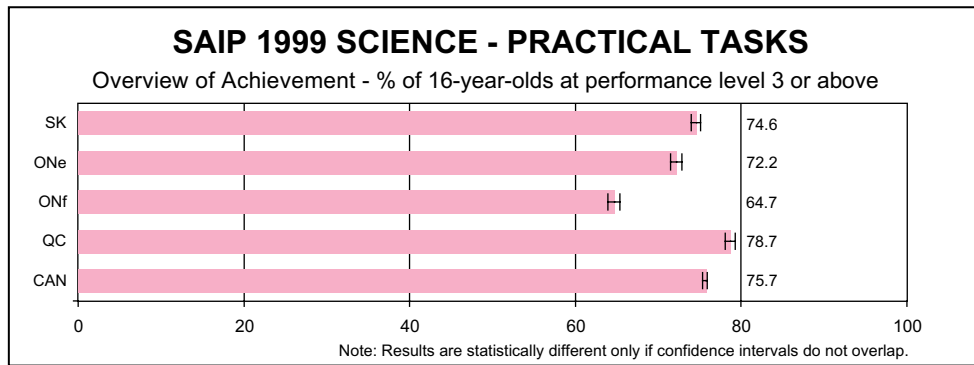 SAIP 1999 SCIENCE - PRACTICAL TASKS
Overview of Achievement - % of 16-year-olds at performance level 3 or above
SK 74.6
ONe 72.2
ONf 64.7
QC 78.7
CAN 75.7
0 20 40 60 80 100
Note: Results are statistically different only if confidence intervals do not overlap.